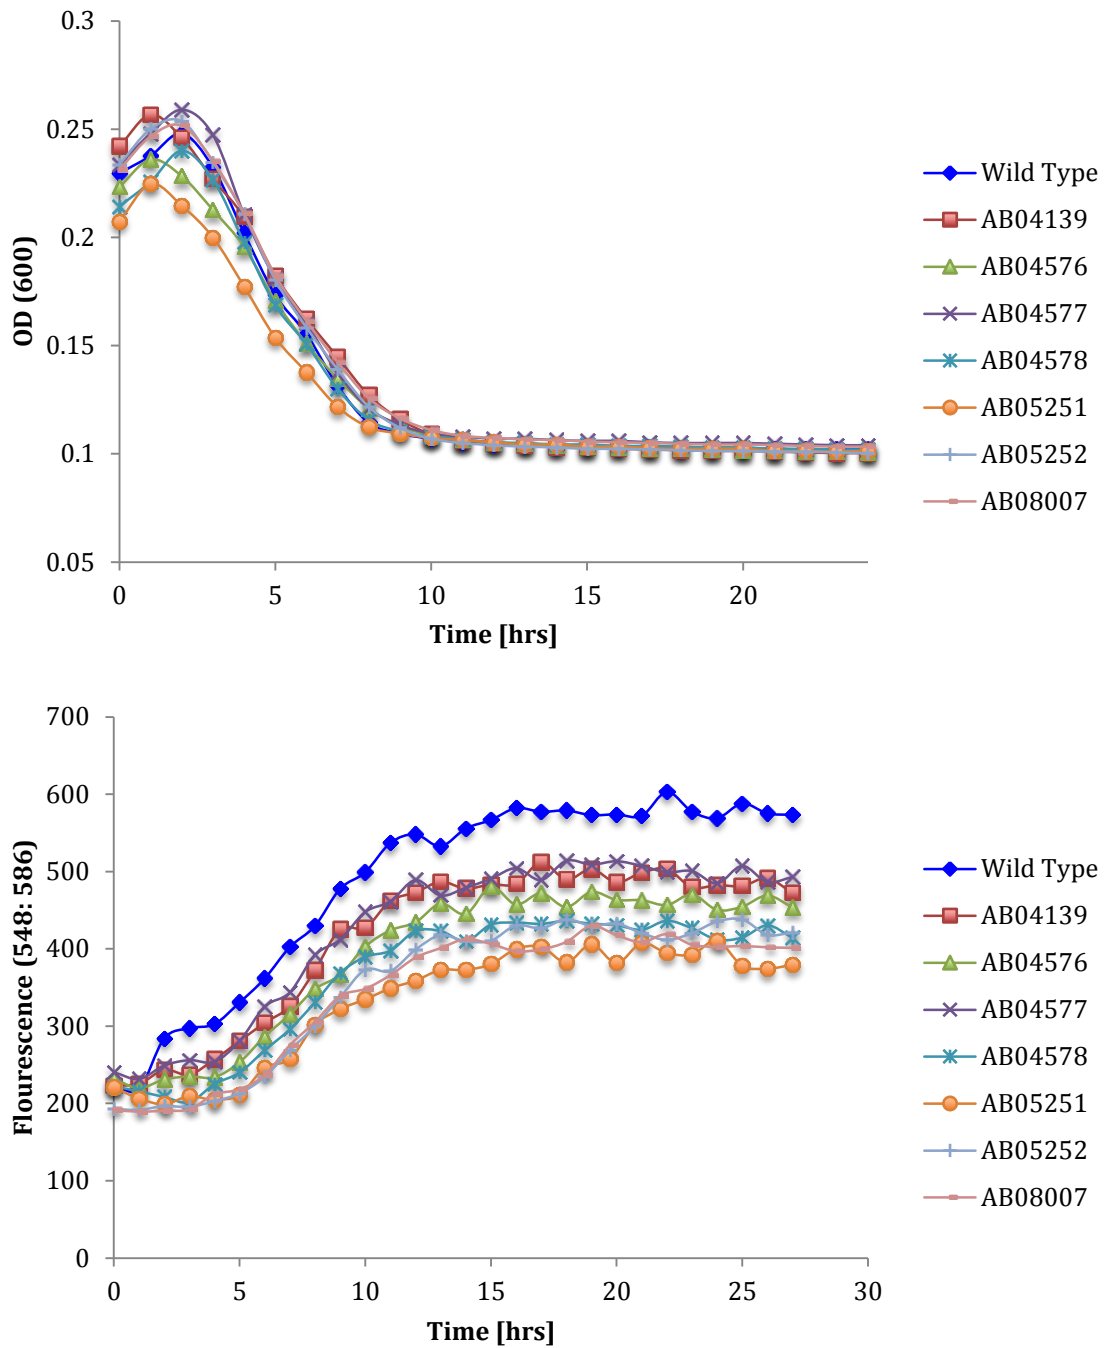 0.3
0.25
0.2
0.15
0.1
0.05
OD (600)
0 5 10 15 20
Time [hrs]
Wild Type
AB04139
AB04576
AB04577
AB04578
AB05251
AB05252
AB08007
700
600
500
400
300
200
100
0
Flourescence (548: 586)
0 5 10 15 20 25 30
Time [hrs]
Wild Type
AB04139
AB04576
AB04577
AB04578
AB05251
AB05252
AB08007